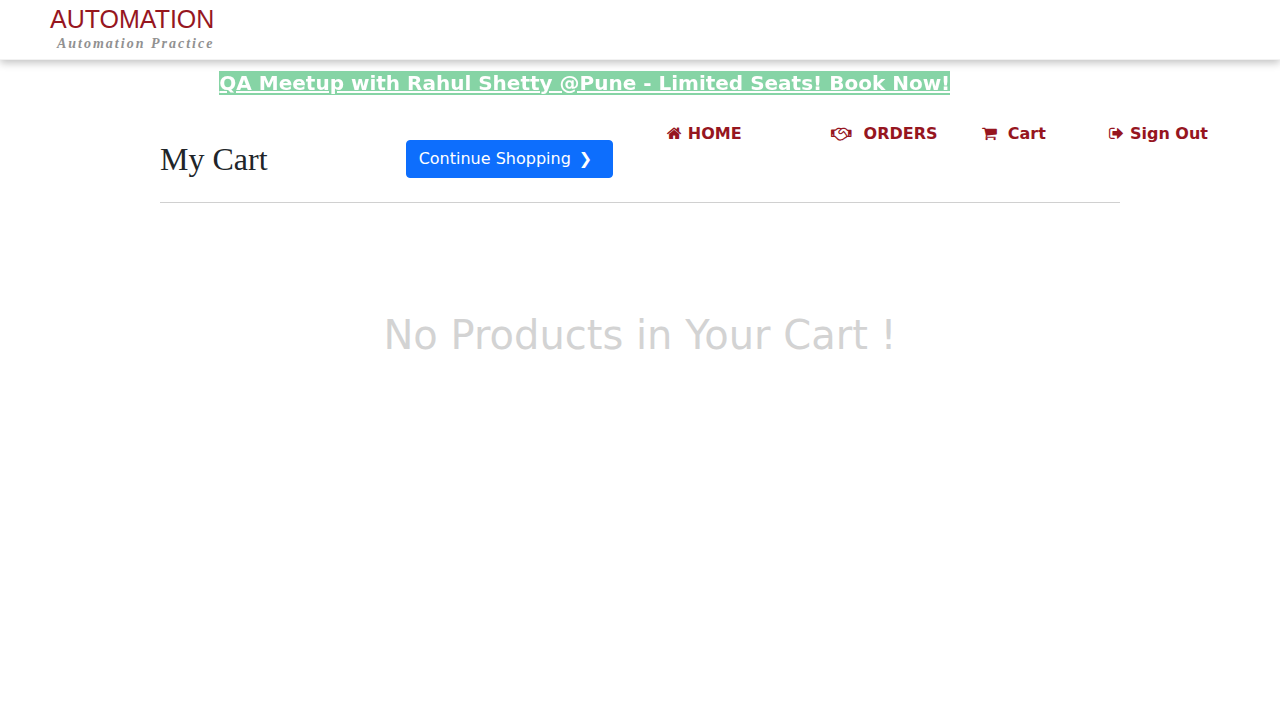 AUTOMATION
Automation Practice
QA Meetup with Rahul Shetty @Pune - Limited Seats! Book Now!
HOME
ORDERS
Cart
Sign Out
My Cart
Continue Shopping ❯
No Products in Your Cart !